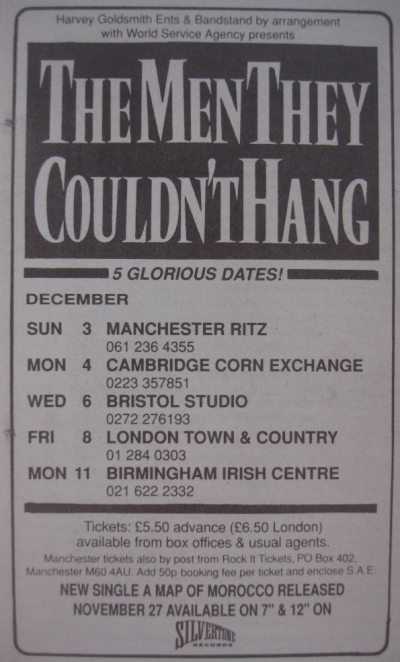 Harvey Goldsmith Ents & Bandstand by arrangement
with World Service Agency presents
THE MEN THEY
COULDN'T HANG
5 GLORIOUS DATES!
DECEMBER
SUN 3 MANCHESTER RITZ
061 236 4355
MON 4 CAMBRIDGE CORN EXCHANGE
0223 357851
WED 6 BRISTOL STUDIO
0272 276193
FRI 8 LONDON TOWN & COUNTRY
01 284 0303
MON 11 BIRMINGHAM IRISH CENTRE
021 622 2332
Tickets: £5.50 advance (£6.50 London)
available from box offices & usual agents.
Manchester tickets also by post from Rock It Tickets, PO Box 402,
Manchester M60 4AU. Add 50p booking fee per ticket and enclose S.A.E.
NEW SINGLE A MAP OF MOROCCO RELEASED
NOVEMBER 27 AVAILABLE ON 7" & 12" ON
SILVERTONE
RECORDS